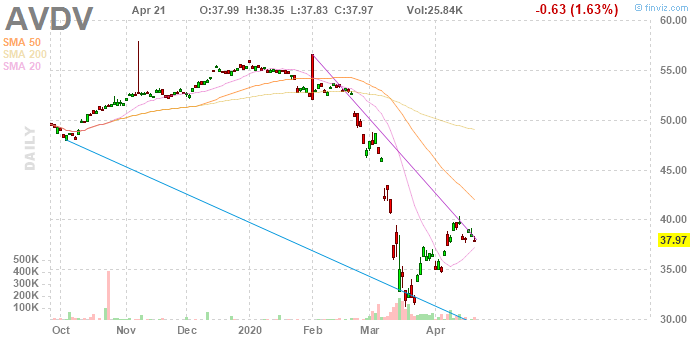 AVDV Apr 21 O:37.99 H:38.35 L:37.83 C:37.97 Vol:25.84K -0.63 (1.63%) © finviz.com
SMA 50
SMA 200
SMA 20
DAILY
60.00
55.00
50.00
45.00
40.00
37.97
35.00
30.00
500K
400K
300K
200K
100K
Oct Nov Dec 2020 Feb Mar Apr